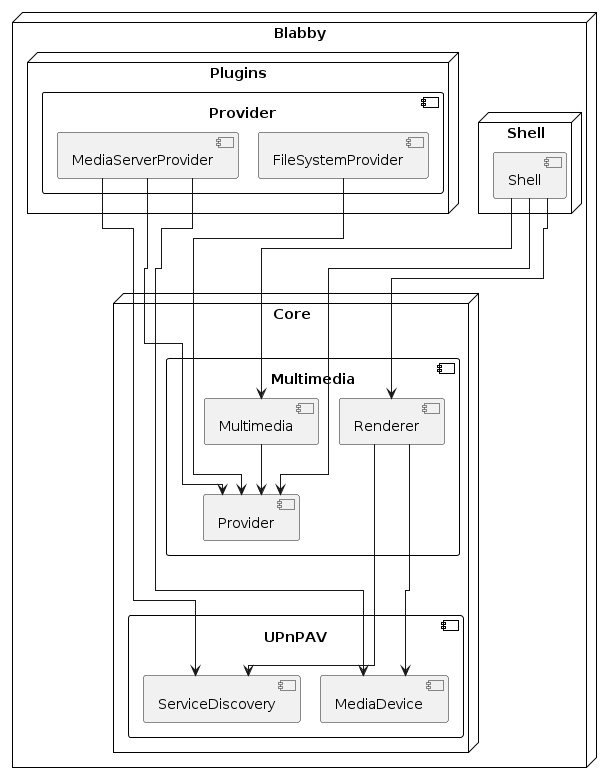 Blabby
Plugins
Provider
MediaServerProvider
FileSystemProvider
Shell
Shell
Core
Multimedia
Multimedia
Renderer
Provider
UPnPAV
ServiceDiscovery
MediaDevice